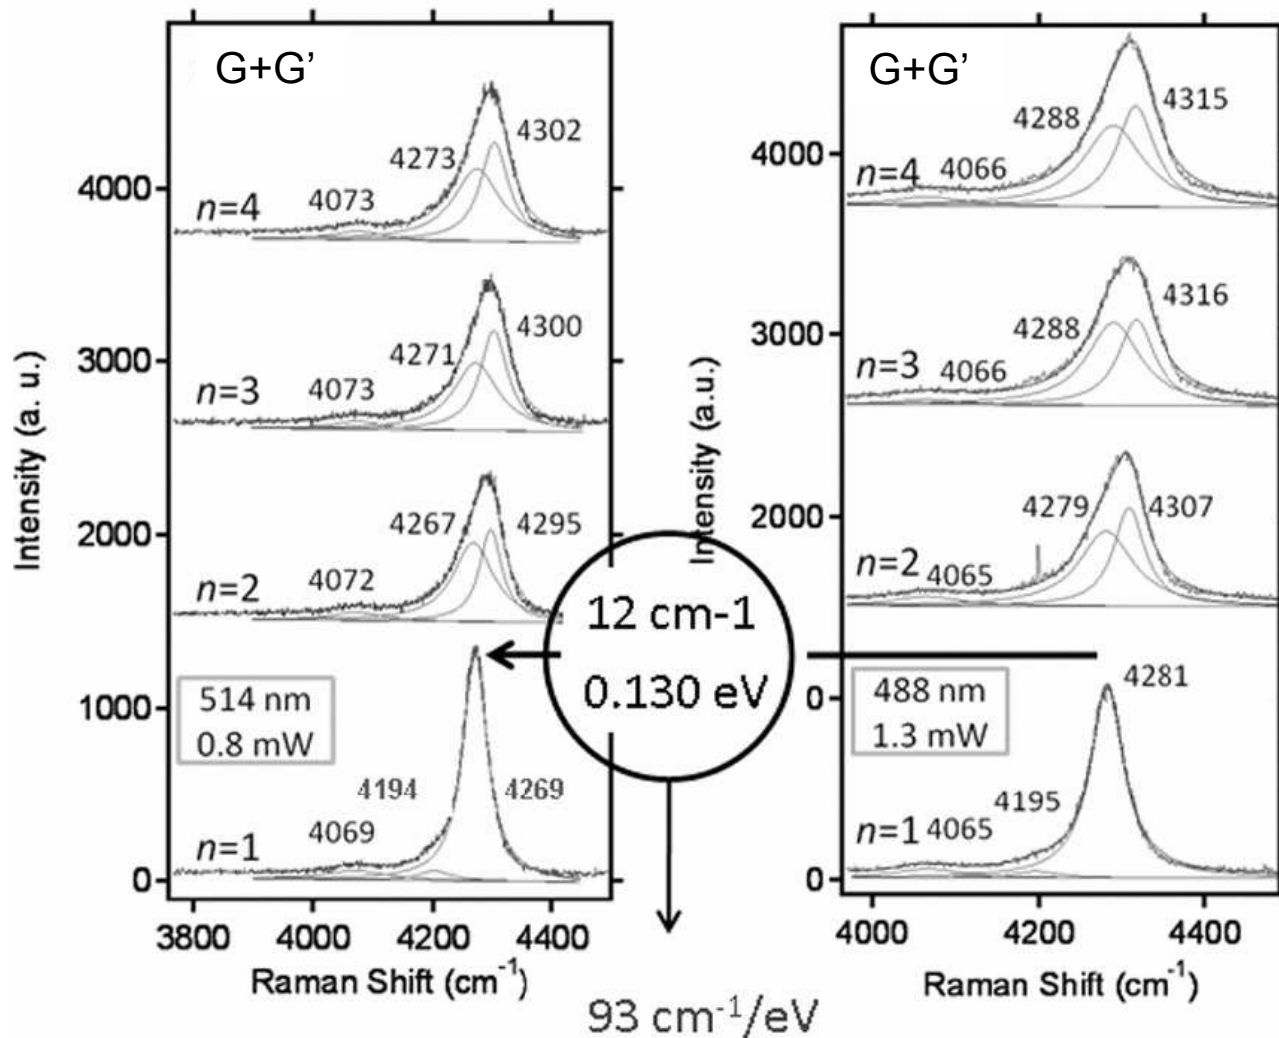 G+G’
4302
4273
4000
4073
n=4
4300
3000
4271
4073
n=3
2000
4267
4295
4072
n=2
1000
514 nm
0.8 mW
4194
4269
4069
n=1
0
3800
4000
4200
4400
Raman Shift (cm-1)
Intensity (a. u.)
12 cm-1
0.130 eV
93 cm-1/eV
G+G’
4315
4288
4000
4066
n=4
4316
4288
3000
4066
n=3
4279
4307
2000
n=2
4065
488 nm
1.3 mW
4281
0
4195
n=1
4065
0
4000
4200
4400
Raman Shift (cm-1)
Intensity (a.u.)